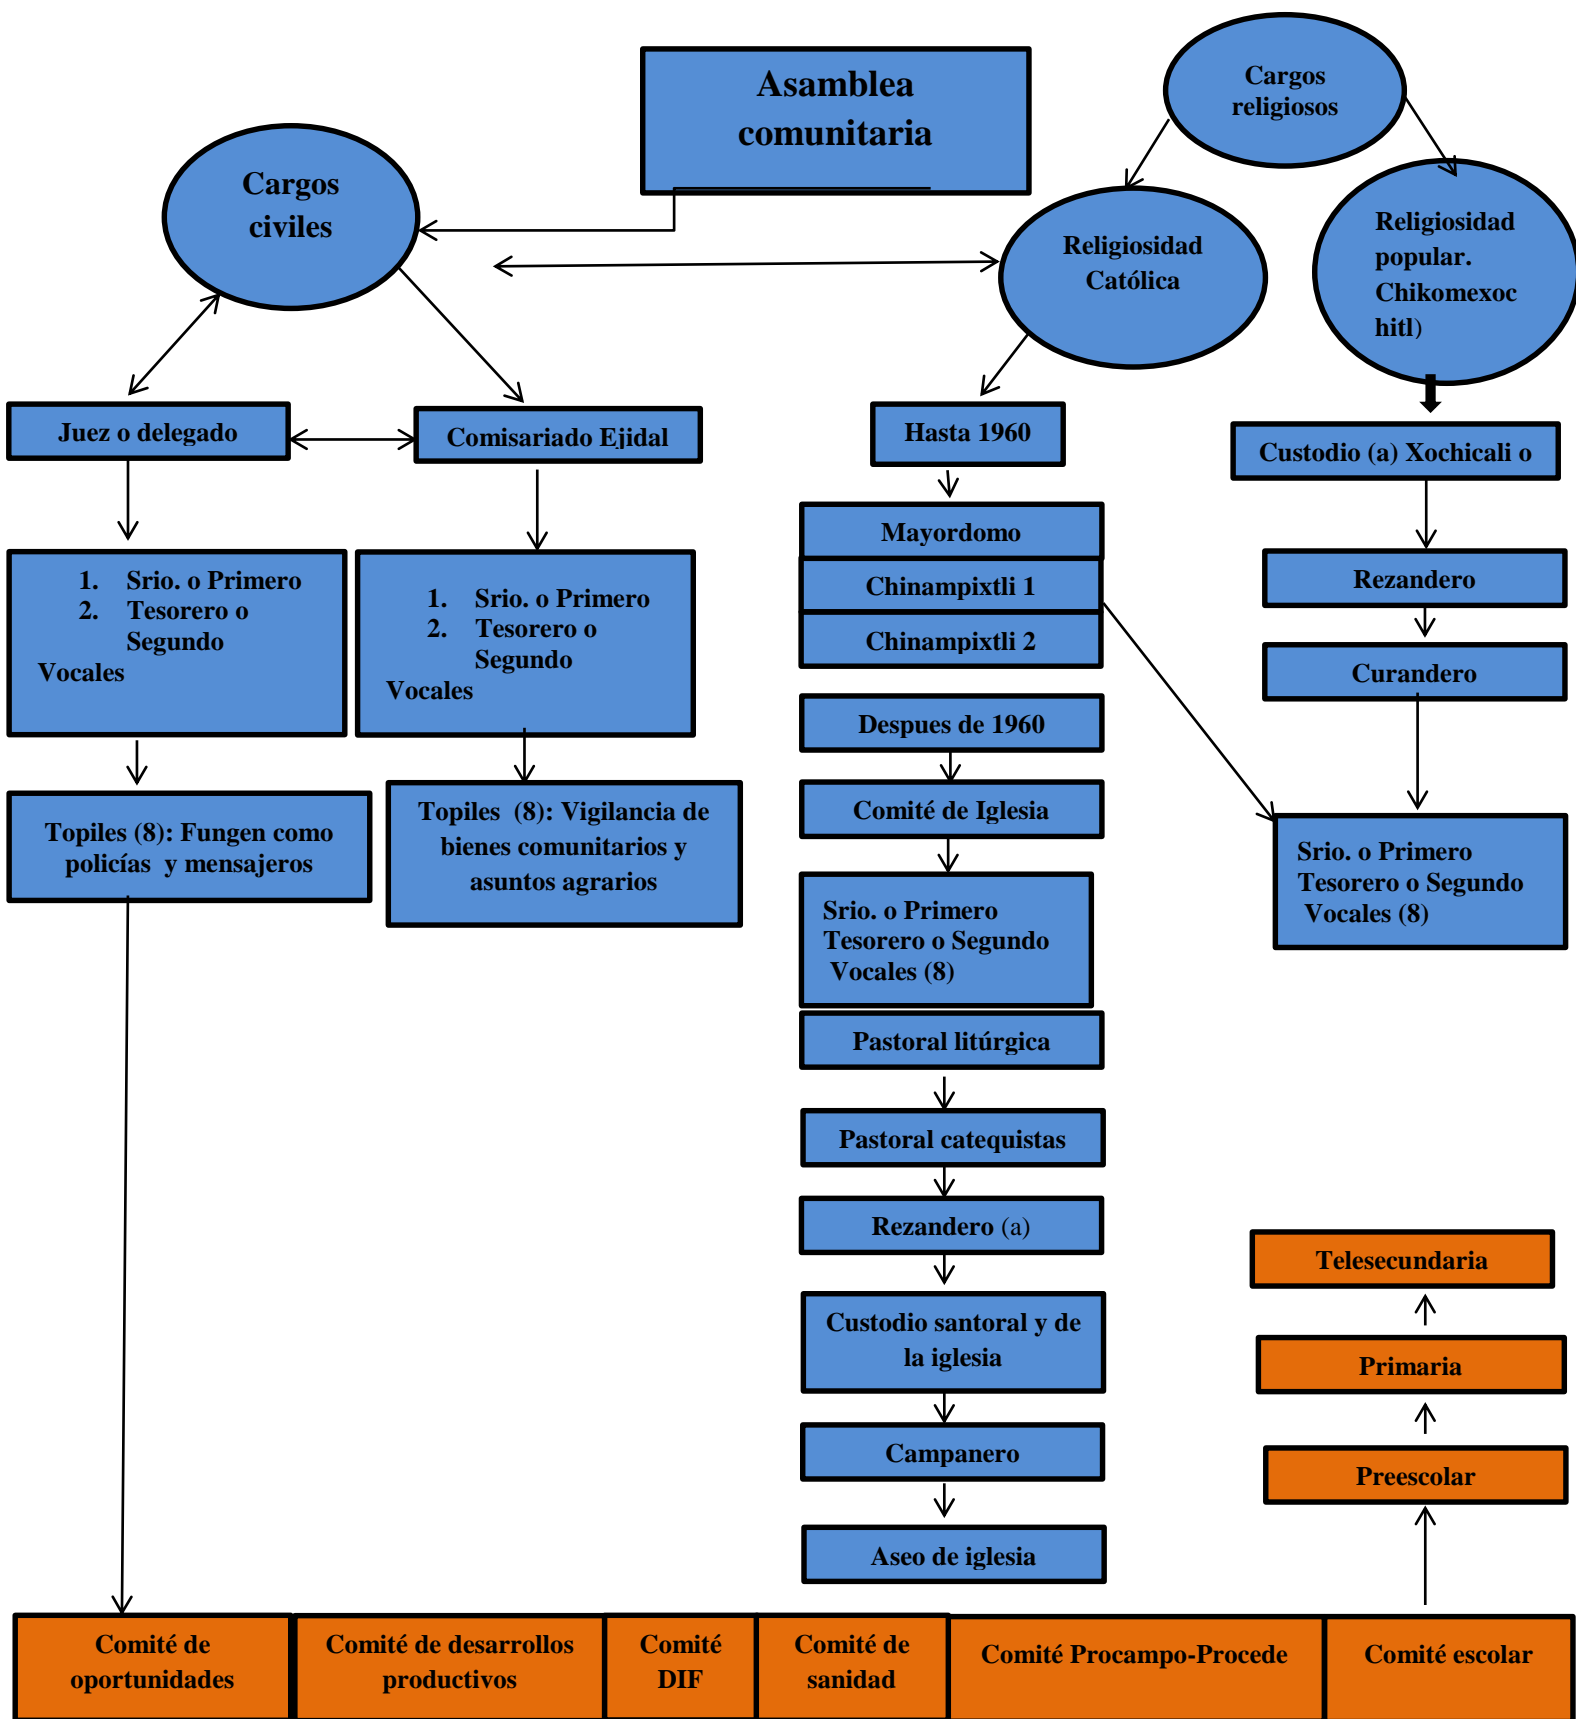 Asamblea
comunitaria
Cargos
religiosos
Cargos
civiles
Religiosidad
Católica
Religiosidad
popular.
Chikomexoc
hitl)
Juez o delegado
Comisariado Ejidal
Hasta 1960
Custodio (a) Xochicali o
1. Srio. o Primero
2. Tesorero o
Segundo
Vocales
1. Srio. o Primero
2. Tesorero o
Segundo
Vocales
Mayordomo
Chinampixtli 1
Chinampixtli 2
Rezandero
Curandero
Despues de 1960
Topiles (8): Fungen como
policías y mensajeros
Topiles (8): Vigilancia de
bienes comunitarios y
asuntos agrarios
Comité de Iglesia
Srio. o Primero
Tesorero o Segundo
Vocales (8)
Srio. o Primero
Tesorero o Segundo
Vocales (8)
Pastoral litúrgica
Pastoral catequistas
Rezandero (a)
Custodio santoral y de
la iglesia
Campanero
Aseo de iglesia
Telesecundaria
Primaria
Preescolar
Comité de
oportunidades
Comité de desarrollos
productivos
Comité
DIF
Comité de
sanidad
Comité Procampo-Procede
Comité escolar